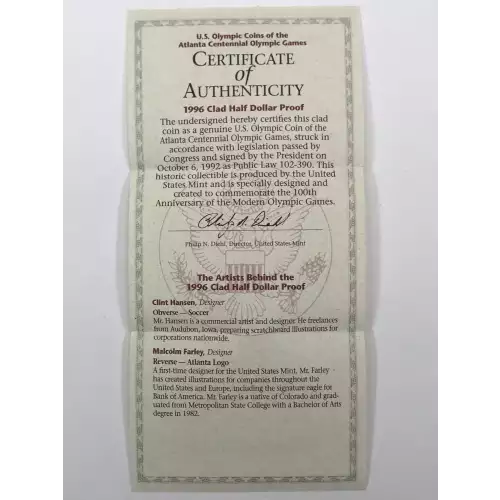 U.S. Olympic Coins of the
Atlanta Centennial Olympic Games
CERTIFICATE
of
AUTHENTICITY
1996 Clad Half Dollar Proof
The undersigned hereby certifies this clad
coin as a genuine U.S. Olympic Coin of the
Atlanta Centennial Olympic Games, struck in
accordance with legislation passed by
Congress and signed by the President on
October 6, 1992 as Public Law 102-390. This
historic collectible is produced by the United
States Mint and is specially designed and
created to commemorate the 100th
Anniversary of the Modern Olympic Games.
Philip N. Diehl
Philip N. Diehl, Director, United States Mint
The Artists Behind the
1996 Clad Half Dollar Proof
Clint Hansen, Designer
Obverse — Soccer
Mr. Hansen is a commercial artist and designer. He freelances
from Audubon, Iowa, preparing scratchboard illustrations for
corporations nationwide.
Malcolm Farley, Designer
Reverse — Atlanta Logo
A first-time designer for the United States Mint, Mr. Farley
has created illustrations for companies throughout the
United States and Europe, including the signature eagle for
Bank of America. Mr. Farley is a native of Colorado and grad-
uated from Metropolitan State College with a Bachelor of Arts
degree in 1982.